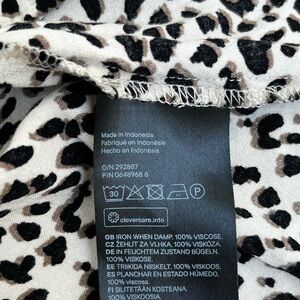 Made in Indonesia
Fabriqué en Indonésie
Hecho en Indonesia
O/N 292887
P/N 0648968 8
30 P
clevercare.info
GB IRON WHEN DAMP. 100% VISCOSE.
CZ ŽEHLIT ZA VLHKA. 100% VISKÓZA.
DE IN FEUCHTEM ZUSTAND BÜGELN.
100% VISKOSE.
EE TRIIKIDA NIISKELT. 100% VISKOOS.
ES PLANCHAR EN ESTADO HÚMEDO.
100% viscosa.
FI SILITETÄÄN KOSTEANA.
100% VISKOOSIA.